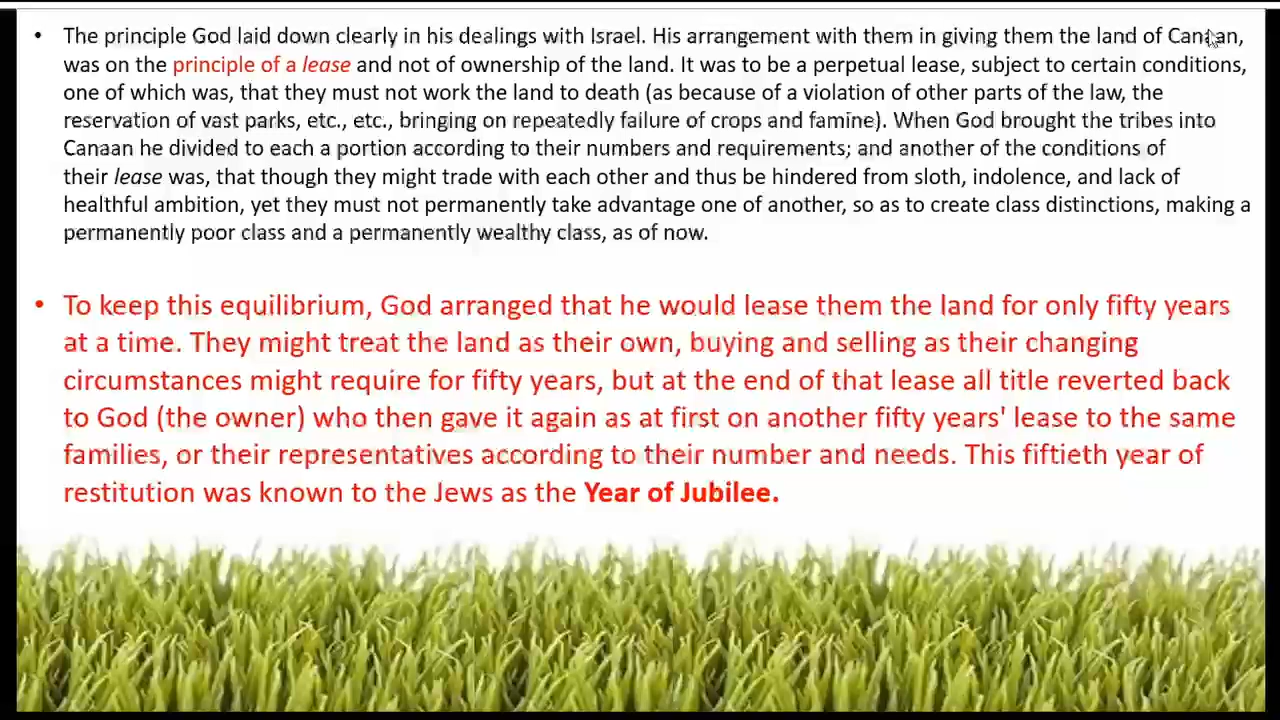 • The principle God laid down clearly in his dealings with Israel. His arrangement with them in giving them the land of Canaan,
was on the principle of a lease and not of ownership of the land. It was to be a perpetual lease, subject to certain conditions,
one of which was, that they must not work the land to death (as because of a violation of other parts of the law, the
reservation of vast parks, etc., etc., bringing on repeatedly failure of crops and famine). When God brought the tribes into
Canaan he divided to each a portion according to their numbers and requirements; and another of the conditions of
their lease was, that though they might trade with each other and thus be hindered from sloth, indolence, and lack of
healthful ambition, yet they must not permanently take advantage one of another, so as to create class distinctions, making a
permanently poor class and a permanently wealthy class, as of now.
• To keep this equilibrium, God arranged that he would lease them the land for only fifty years
at a time. They might treat the land as their own, buying and selling as their changing
circumstances might require for fifty years, but at the end of that lease all title reverted back
to God (the owner) who then gave it again as at first on another fifty years' lease to the same
families, or their representatives according to their number and needs. This fiftieth year of
restitution was known to the Jews as the Year of Jubilee.